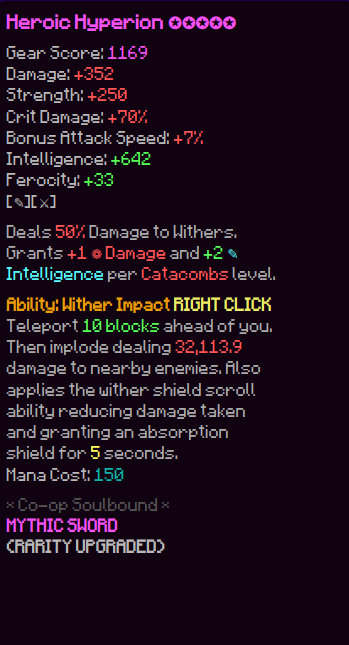 Heroic Hyperion ✪✪✪✪✪
Gear Score: 1169
Damage: +352
Strength: +250
Crit Damage: +70%
Bonus Attack Speed: +7%
Intelligence: +642
Ferocity: +33
[✎][⚔]
Deals 50% Damage to Withers.
Grants +1 ❁ Damage and +2 ✎
Intelligence per Catacombs level.
Ability: Wither Impact RIGHT CLICK
Teleport 10 blocks ahead of you.
Then implode dealing 32,113.9
damage to nearby enemies. Also
applies the wither shield scroll
ability reducing damage taken
and granting an absorption
shield for 5 seconds.
Mana Cost: 150
* Co-op Soulbound *
MYTHIC SWORD
(RARITY UPGRADED)